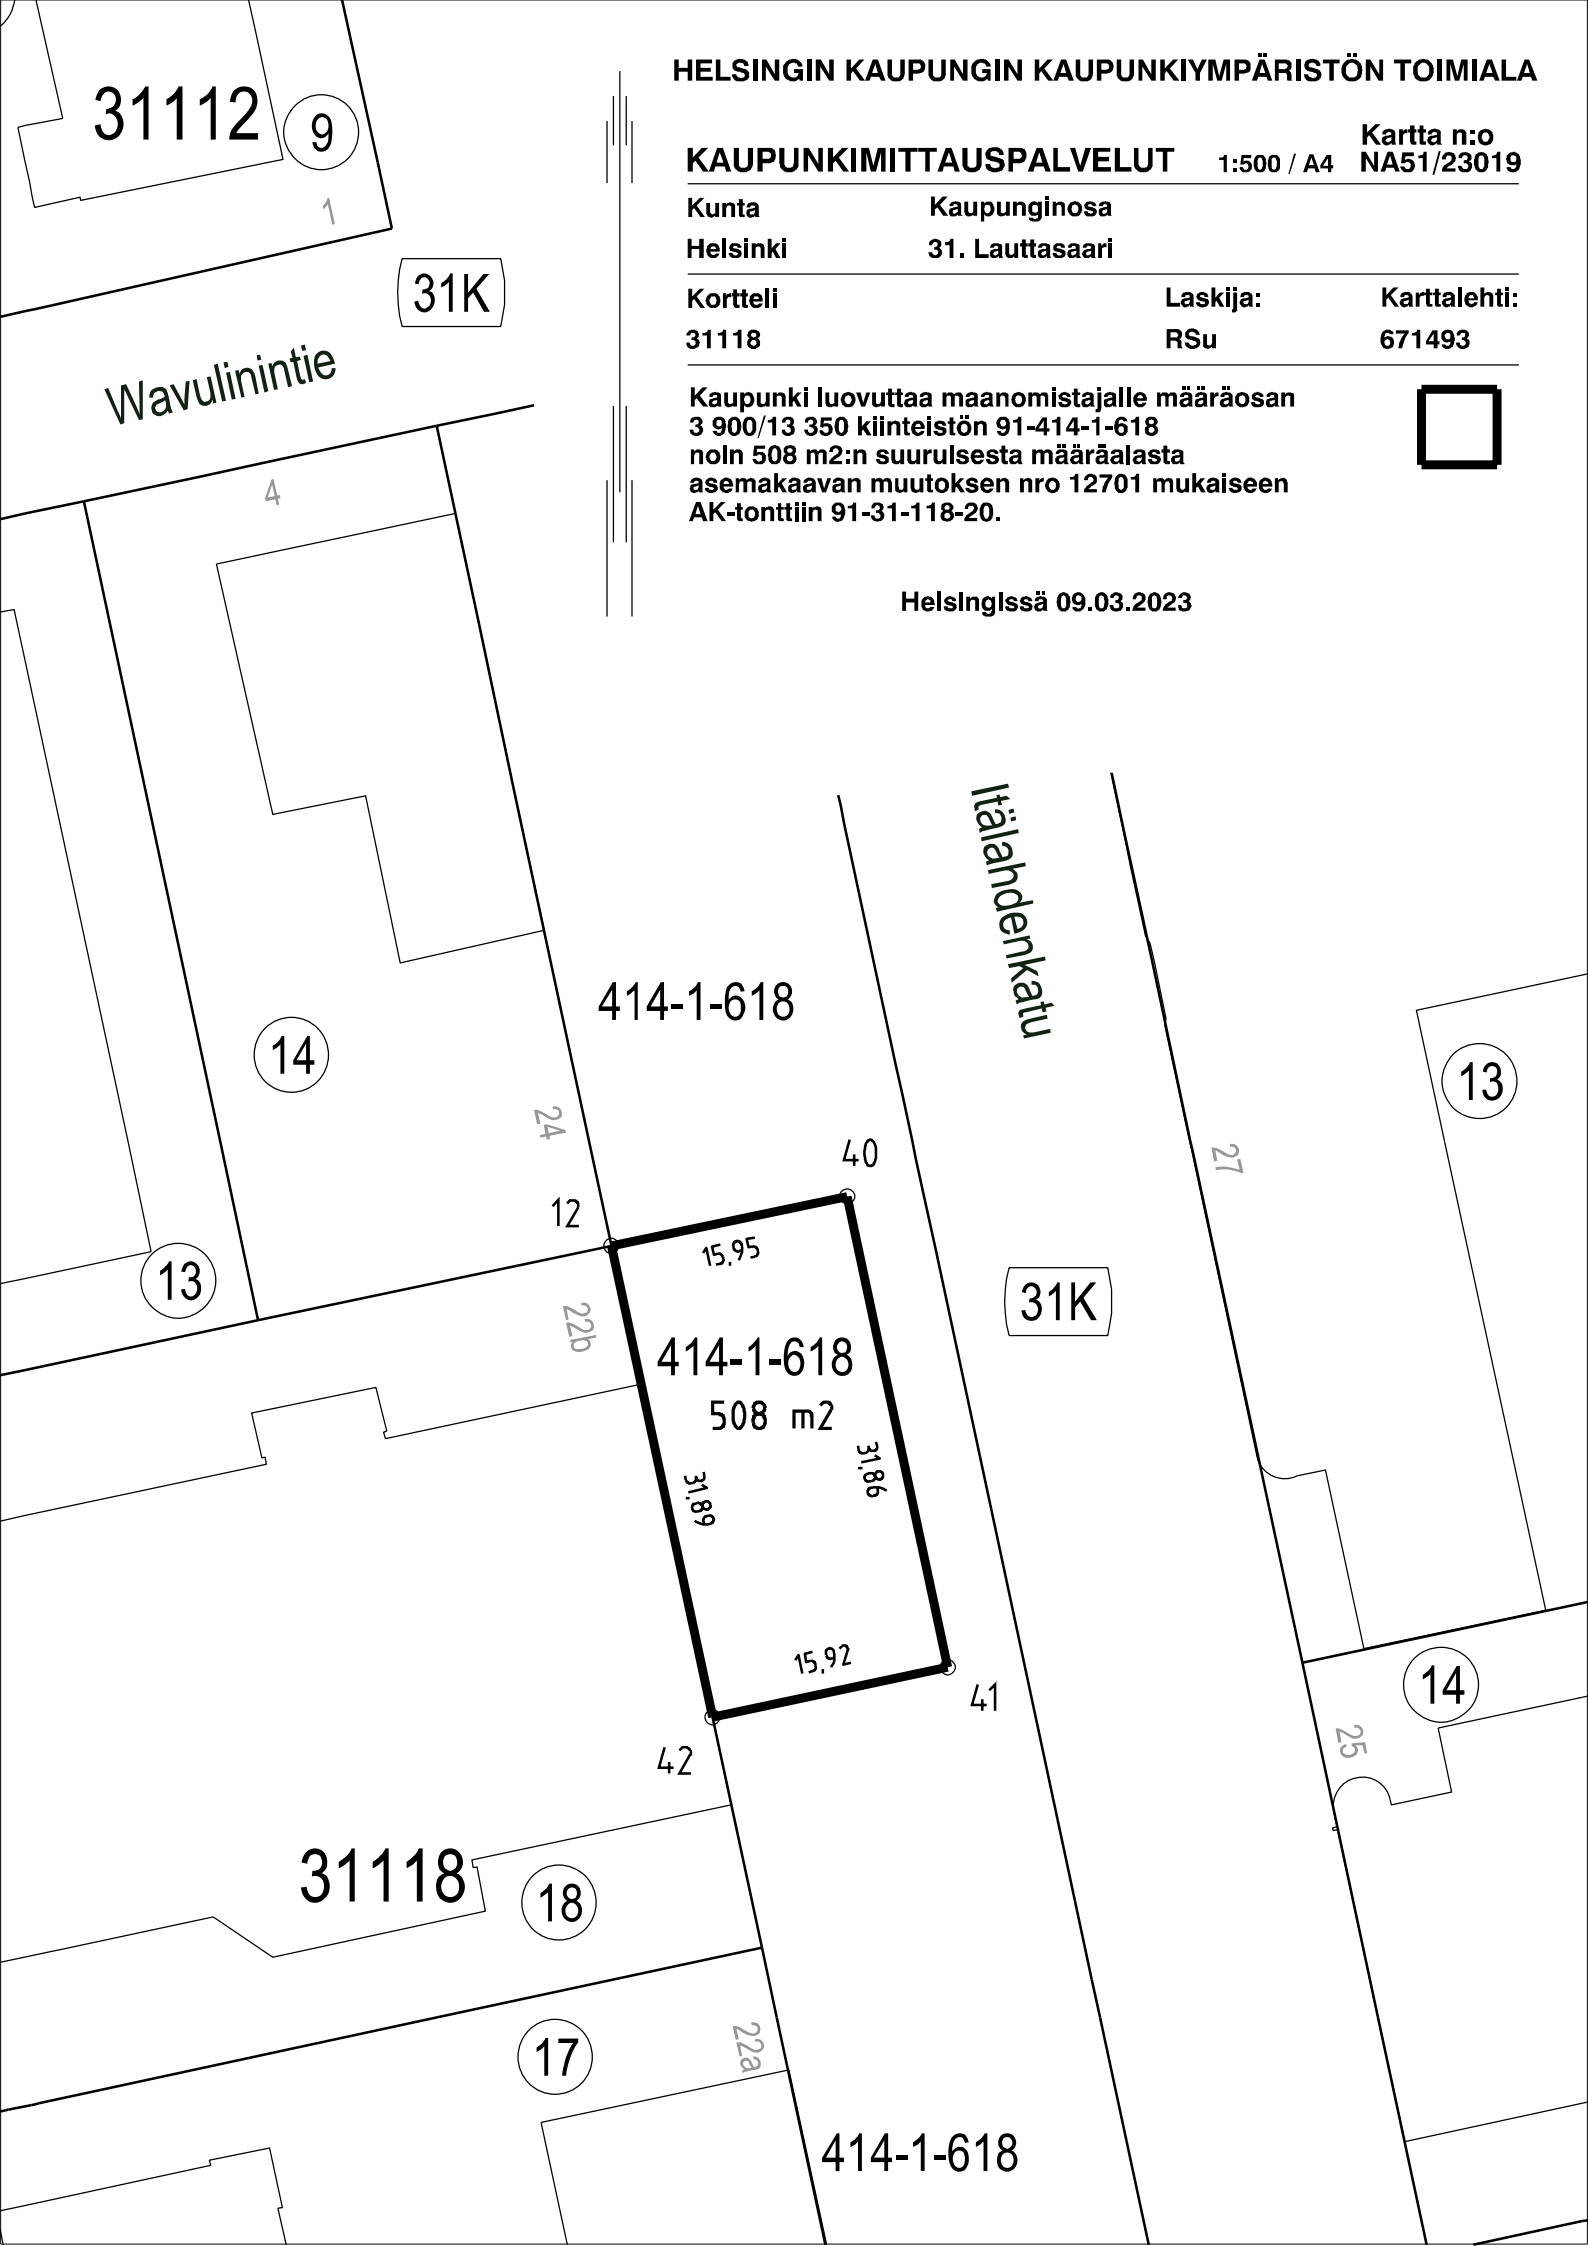 HELSINGIN KAUPUNGIN KAUPUNKIYMPÄRISTÖN TOIMIALA
KAUPUNKIMITTAUSPALVELUT 1:500 / A4 Kartta n:o NA51/23019
Kunta Kaupunginosa
Helsinki 31. Lauttasaari
Kortteli Laskija: Karttalehti:
31118 RSu 671493
Kaupunki luovuttaa maanomistajalle määräosan
3 900/13 350 kiinteistön 91-414-1-618
noin 508 m2:n suuruisesta määräalasta
asemakaavan muutoksen nro 12701 mukaiseen
AK-tonttiin 91-31-118-20.
Helsingissä 09.03.2023
31112
9
1
31K
Wavulinintie
4
Itälahdenkatu
414-1-618
14
13
24
27
40
12
15,95
13
31K
22b
414-1-618
508 m2
31,86
31,89
15,92
41
14
42
25
31118
18
17
22a
414-1-618